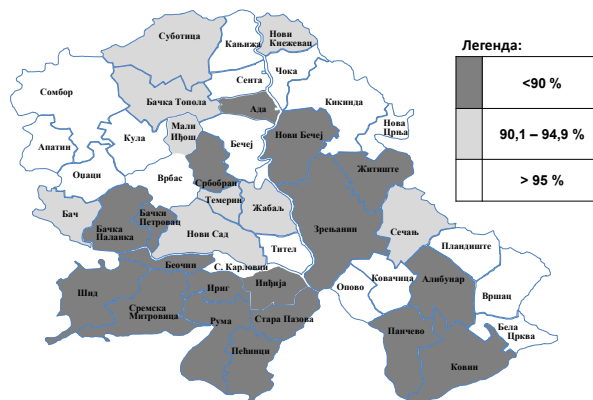 Суботица
Кањижа
Нови
Кнежевац
Легенда:
Сента
Чока
<90 %
Сомбор
Бачка Топола
Ада
Кикинда
Апатин
Кула
Мали
Иђош
Бечеј
Нови Бечеј
Нова
Црња
90,1 – 94,9 %
Оџаци
Врбас
Србобран
Житиште
> 95 %
Бач
Бачка
Паланка
Бачки
Петровац
Темерин
Жабаљ
Нови Сад
Зрењанин
Сечањ
Тител
Пландиште
Беочин
С. Карловци
Шид
Ириг
Инђија
Опово
Ковачица
Алибунар
Вршац
Сремска
Митровица
Рума
Стара Пазова
Панчево
Бела
Црква
Пећинци
Ковин